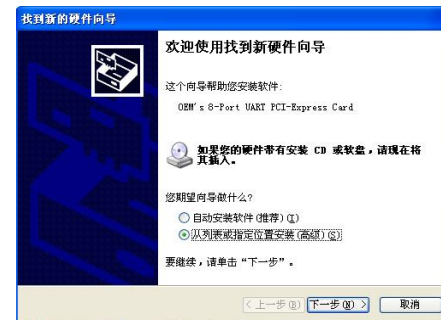 找到新的硬件向导
欢迎使用找到新硬件向导
这个向导帮助您安装软件:
OEM's 8-Port UART PCI-Express Card
如果您的硬件带有安装 CD 或软盘，请现在将
其插入。
您期望向导做什么?
自动安装软件(推荐)(I)
从列表或指定位置安装(高级)(S)
要继续，请单击“下一步”。
< 上一步(B)
下一步(N) >
取消